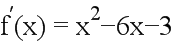 f'(x) = x²−6x−3